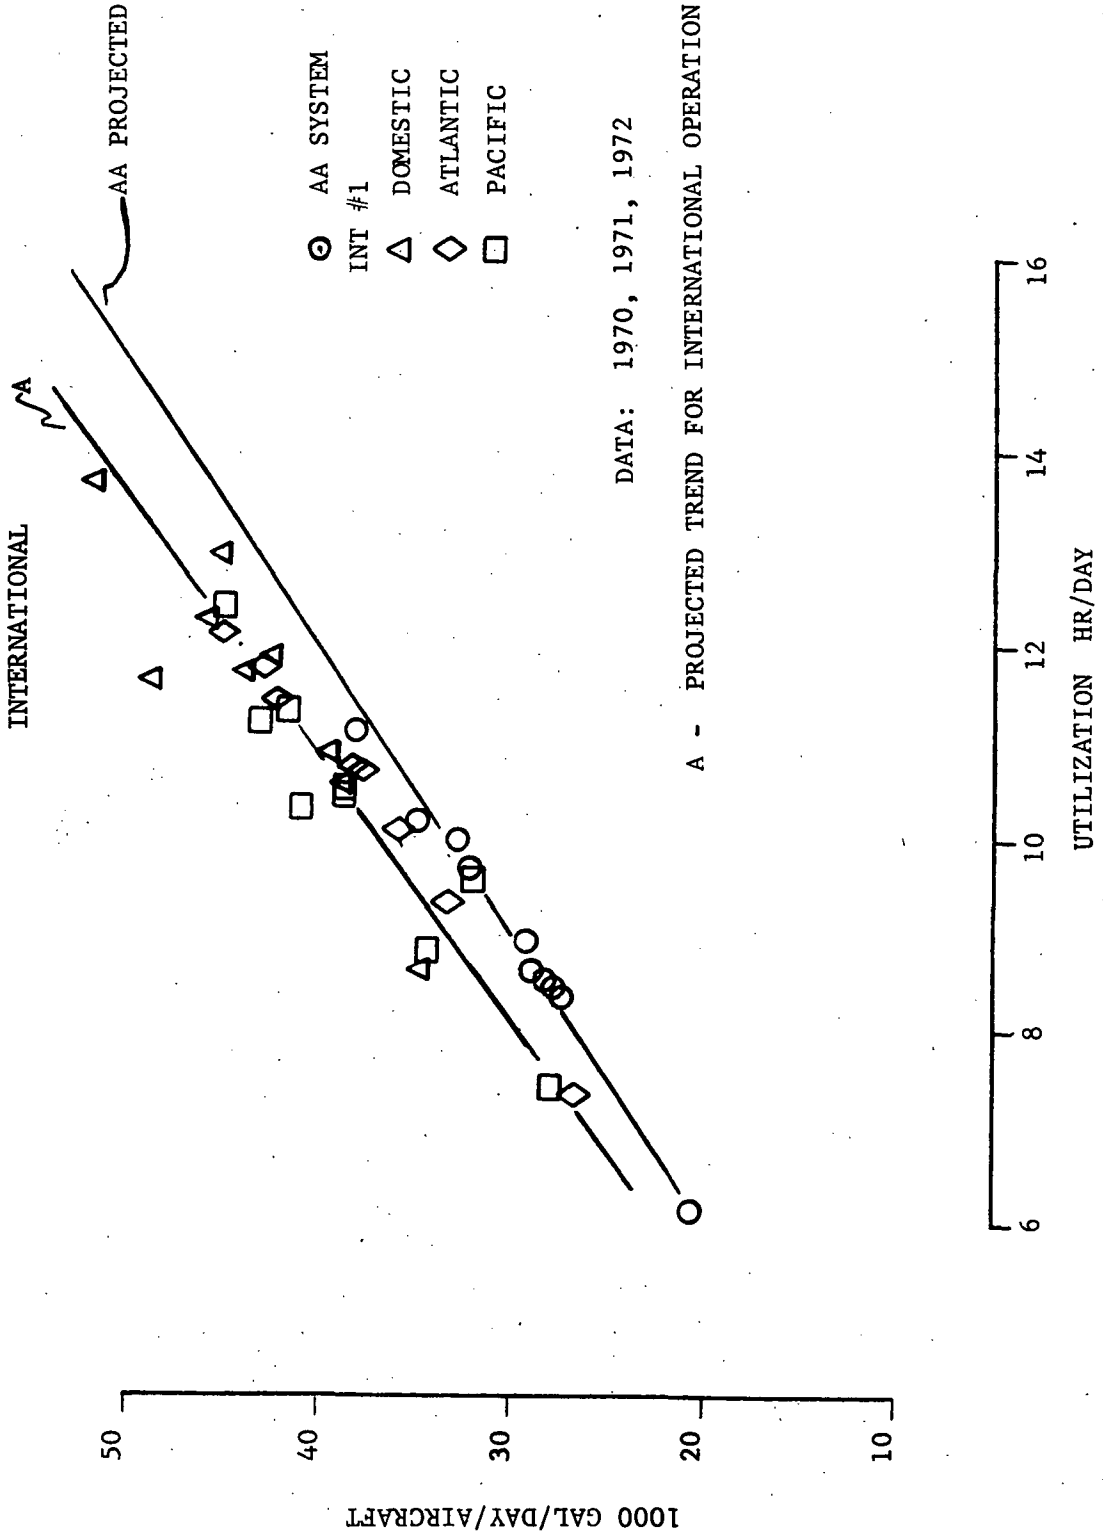 INTERNATIONAL
A
AA PROJECTED
AA SYSTEM
INT #1
DOMESTIC
ATLANTIC
PACIFIC
DATA: 1970, 1971, 1972
A - PROJECTED TREND FOR INTERNATIONAL OPERATION
50
40
30
20
10
1000 GAL/DAY/AIRCRAFT
6
8
10
12
14
16
UTILIZATION HR/DAY